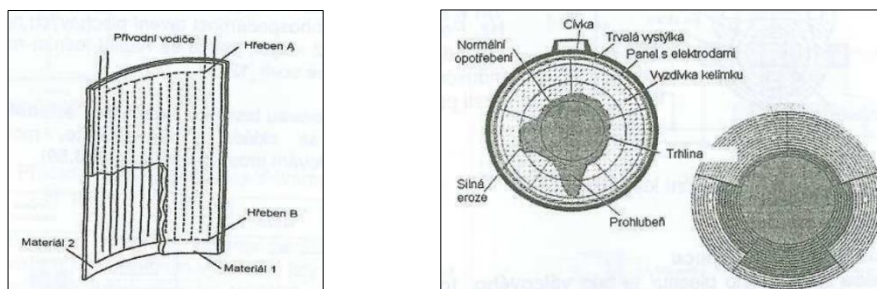 Přívodní vodiče
Hřeben A
Hřeben B
Materiál 2
Materiál 1
Cívka
Normální
opotřebení
Trvalá vystýlka
Panel s elektrodami
Vyzdívka kelímku
Trhlina
Silná
eroze
Prohlubeň